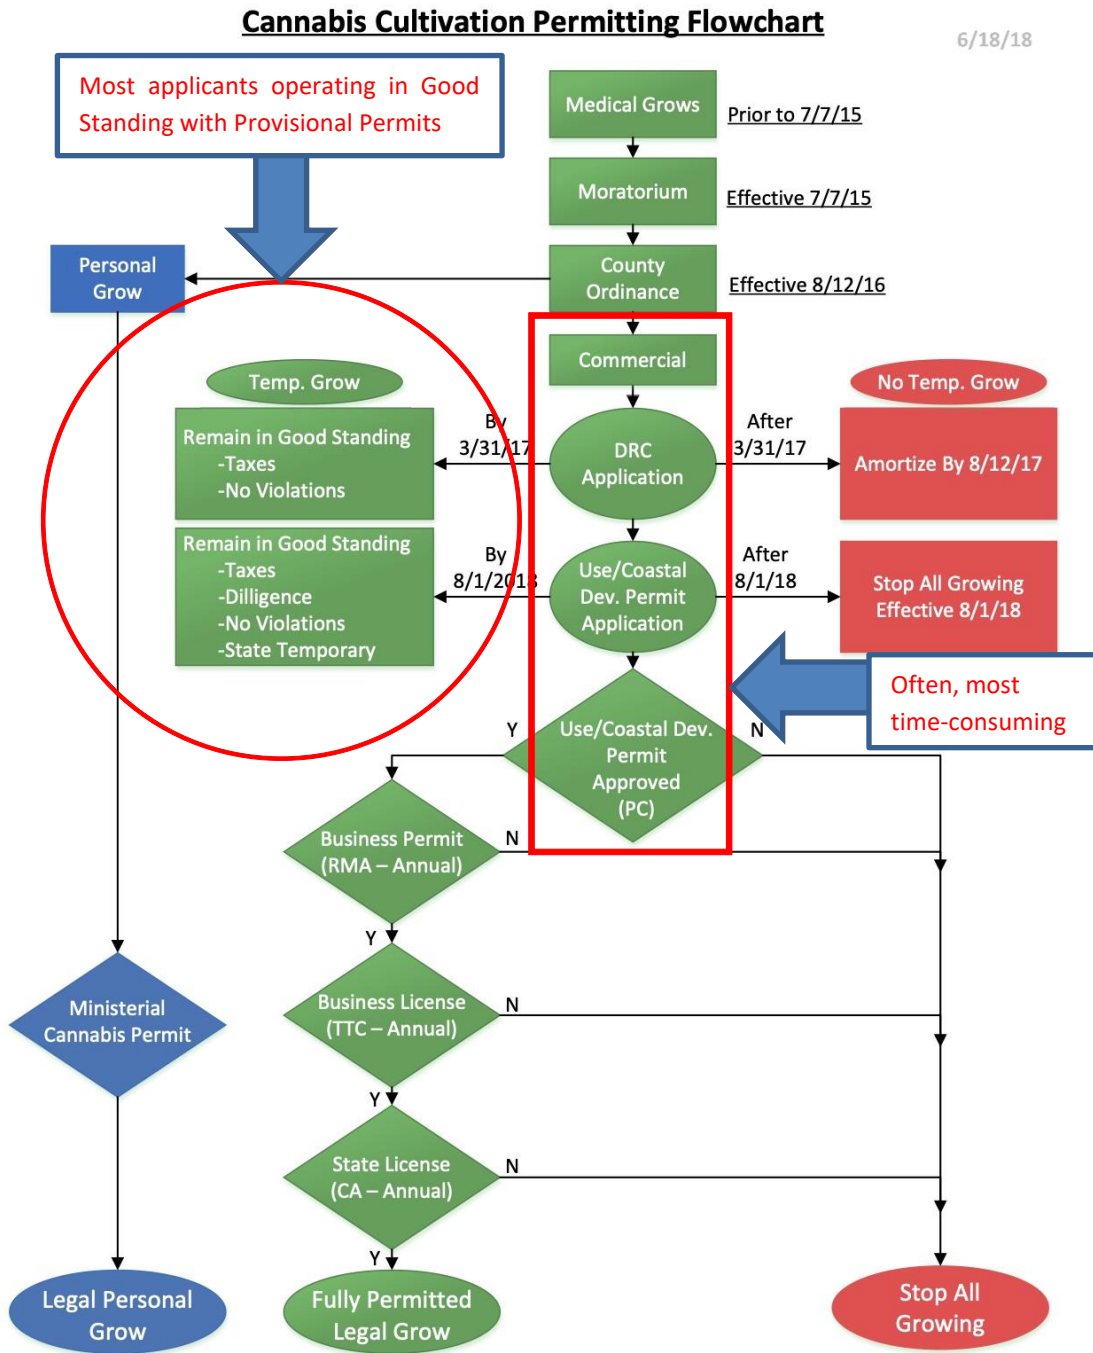 Cannabis Cultivation Permitting Flowchart
6/18/18
Most applicants operating in Good
Standing with Provisional Permits
Medical Grows
Prior to 7/7/15
Moratorium
Effective 7/7/15
Personal
Grow
County
Ordinance
Effective 8/12/16
Commercial
Temp. Grow
No Temp. Grow
Remain in Good Standing
-Taxes
-No Violations
By
3/31/17
DRC
Application
After
3/31/17
Amortize By 8/12/17
Remain in Good Standing
-Taxes
-Dilligence
-No Violations
-State Temporary
By
8/1/2018
Use/Coastal
Dev. Permit
Application
After
8/1/18
Stop All Growing
Effective 8/1/18
Often, most
time-consuming
Y
Use/Coastal Dev.
Permit
Approved
(PC)
N
Business Permit
(RMA – Annual)
N
Y
Ministerial
Cannabis Permit
Business License
(TTC – Annual)
N
Y
State License
(CA – Annual)
N
Y
Legal Personal
Grow
Fully Permitted
Legal Grow
Stop All
Growing